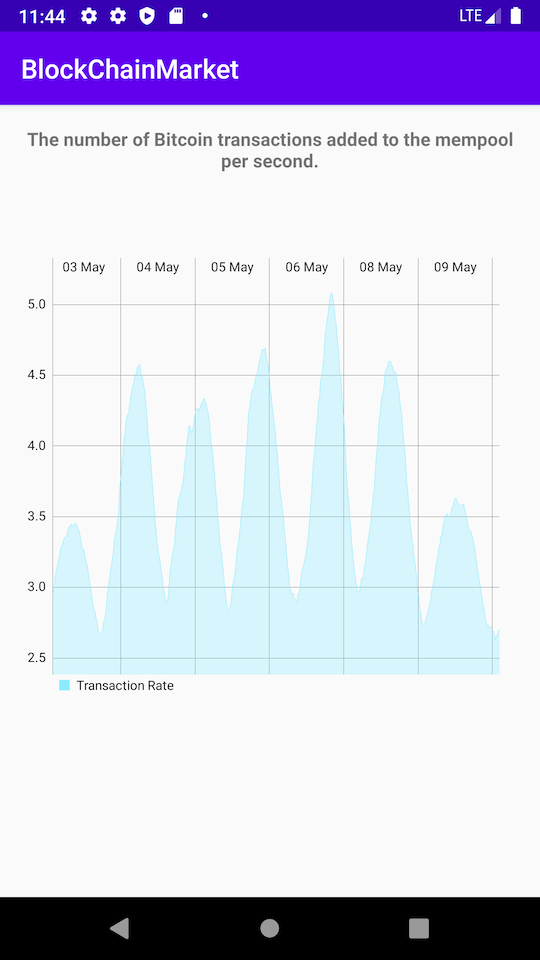 11:44 LTE
BlockChainMarket
The number of Bitcoin transactions added to the mempool
per second.
03 May 04 May 05 May 06 May 08 May 09 May
5.0
4.5
4.0
3.5
3.0
2.5
Transaction Rate